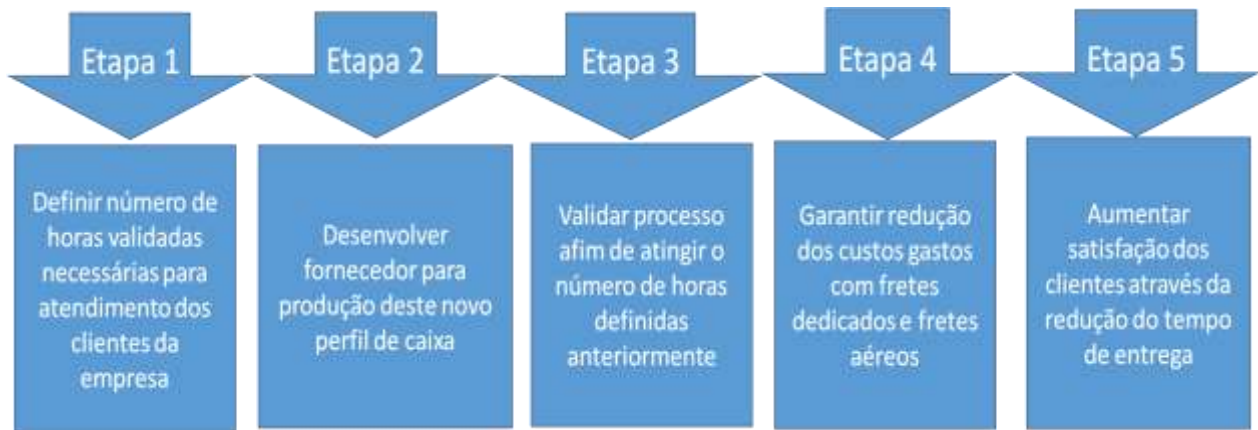 Etapa 1
Definir número de
horas validadas
necessárias para
atendimento dos
clientes da
empresa
Etapa 2
Desenvolver
fornecedor para
produção deste novo
perfil de caixa
Etapa 3
Validar processo
afim de atingir o
número de horas
definidas
anteriormente
Etapa 4
Garantir redução
dos custos gastos
com fretes
dedicados e fretes
aéreos
Etapa 5
Aumentar
satisfação dos
clientes através da
redução do tempo
de entrega